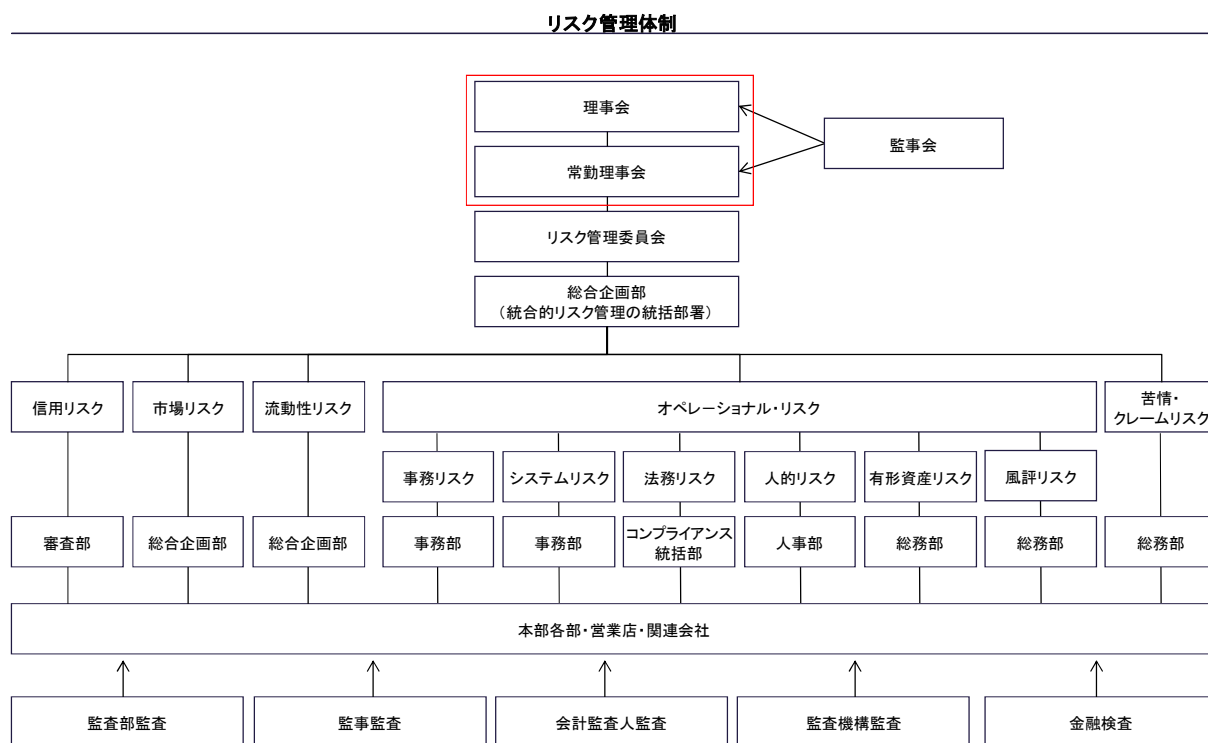 リスク管理体制
理事会
監事会
常勤理事会
リスク管理委員会
総合企画部
（統合的リスク管理の統括部署）
信用リスク
市場リスク
流動性リスク
オペレーショナル・リスク
苦情・
クレームリスク
事務リスク
システムリスク
法務リスク
人的リスク
有形資産リスク
風評リスク
審査部
総合企画部
総合企画部
事務部
事務部
コンプライアンス
統括部
人事部
総務部
総務部
総務部
本部各部・営業店・関連会社
監査部監査
監事監査
会計監査人監査
監査機構監査
金融検査